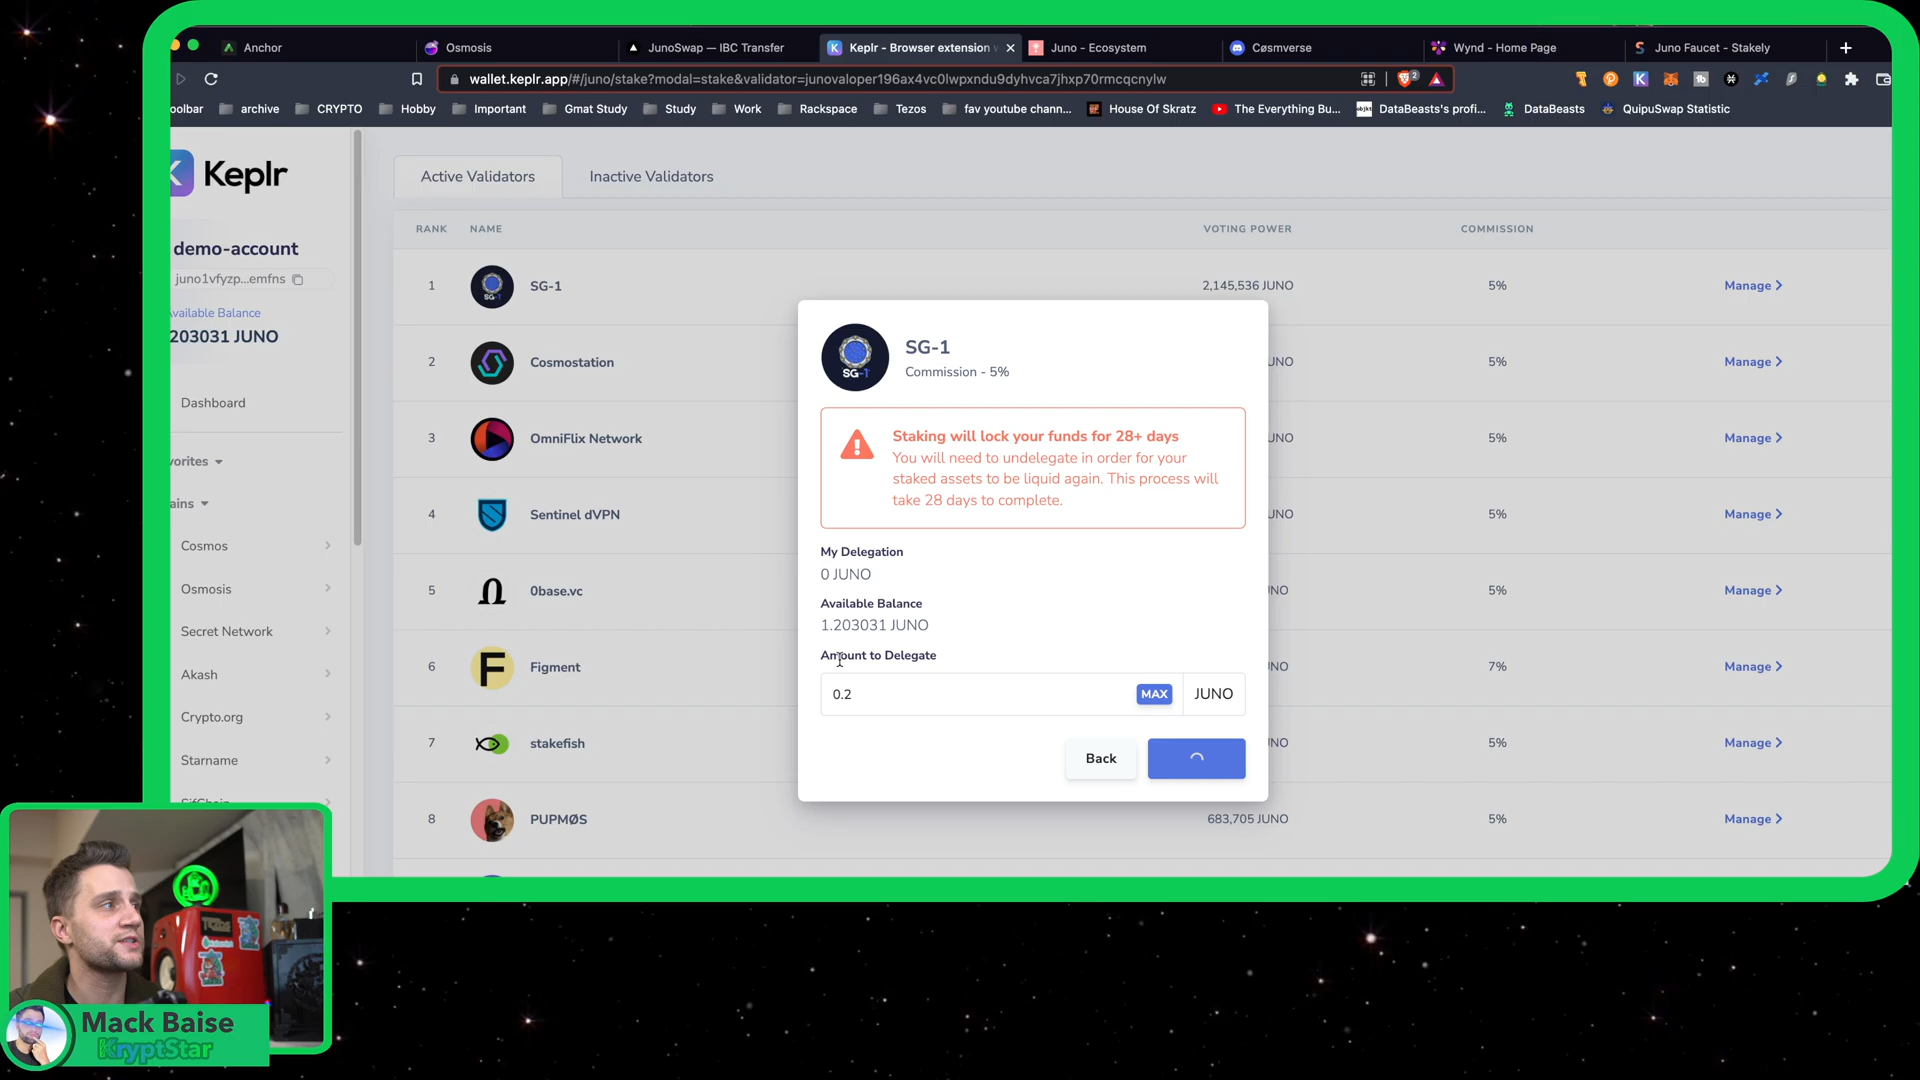 Anchor
Osmosis
JunoSwap — IBC Transfer
Keplr - Browser extension
Juno - Ecosystem
Cøsmverse
Wynd - Home Page
Juno Faucet - Stakely
wallet.keplr.app/#/juno/stake?modal=stake&validator=junovaloper196ax4vc0lwpxndu9dyhvca7jhxp70rmcqcnylw
2
oolbar
archive
CRYPTO
Hobby
Important
Gmat Study
Study
Work
Rackspace
Tezos
fav youtube chann...
House Of Skratz
The Everything Bu...
DataBeasts's profi...
DataBeasts
QuipuSwap Statistic
Keplr
demo-account
juno1vfyzp...emfns
Available Balance
203031 JUNO
Dashboard
vorites
ains
Cosmos
Osmosis
Secret Network
Akash
Crypto.org
Starname
SifChain
Active Validators
Inactive Validators
RANK NAME VOTING POWER COMMISSION
1 SG-1 2,145,536 JUNO 5% Manage
2 Cosmostation JUNO 5% Manage
3 OmniFlix Network JUNO 5% Manage
4 Sentinel dVPN JUNO 5% Manage
5 0base.vc JNO 5% Manage
6 Figment JNO 7% Manage
7 stakefish JNO 5% Manage
8 PUPMØS 683,705 JUNO 5% Manage
SG-1
SG-1
Commission - 5%
Staking will lock your funds for 28+ days
You will need to undelegate in order for your
staked assets to be liquid again. This process will
take 28 days to complete.
My Delegation
0 JUNO
Available Balance
1.203031 JUNO
Amount to Delegate
0.2 MAX JUNO
Back
Mack Baise
KryptStar